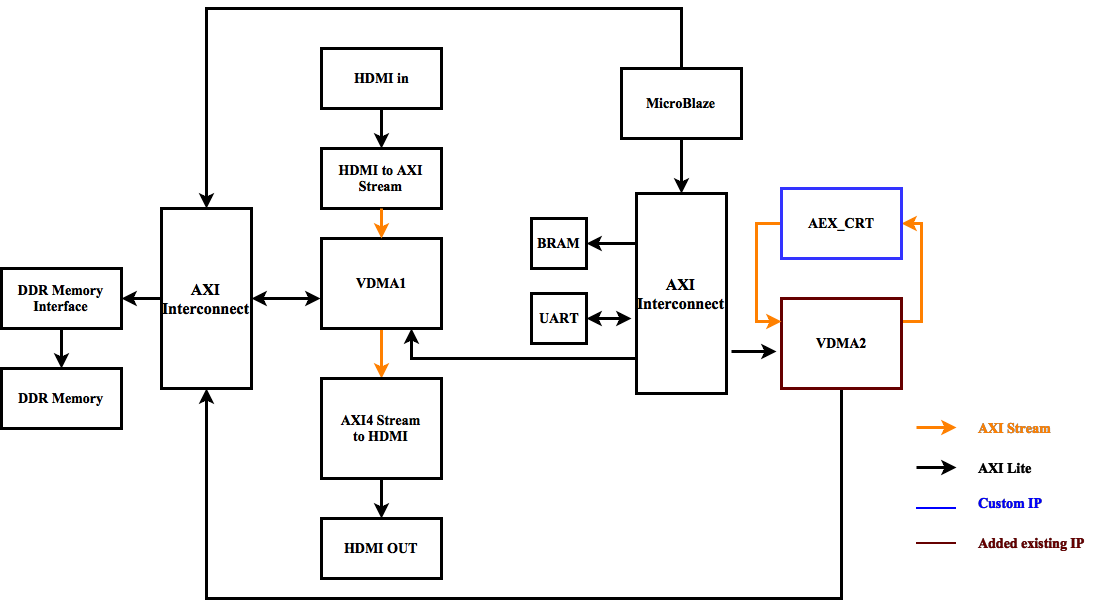 HDMI in
MicroBlaze
HDMI to AXI
Stream
AEX_CRT
BRAM
DDR Memory
Interface
AXI
Interconnect
VDMA1
AXI
Interconnect
UART
VDMA2
DDR Memory
AXI4 Stream
to HDMI
HDMI OUT
AXI Stream
AXI Lite
Custom IP
Added existing IP